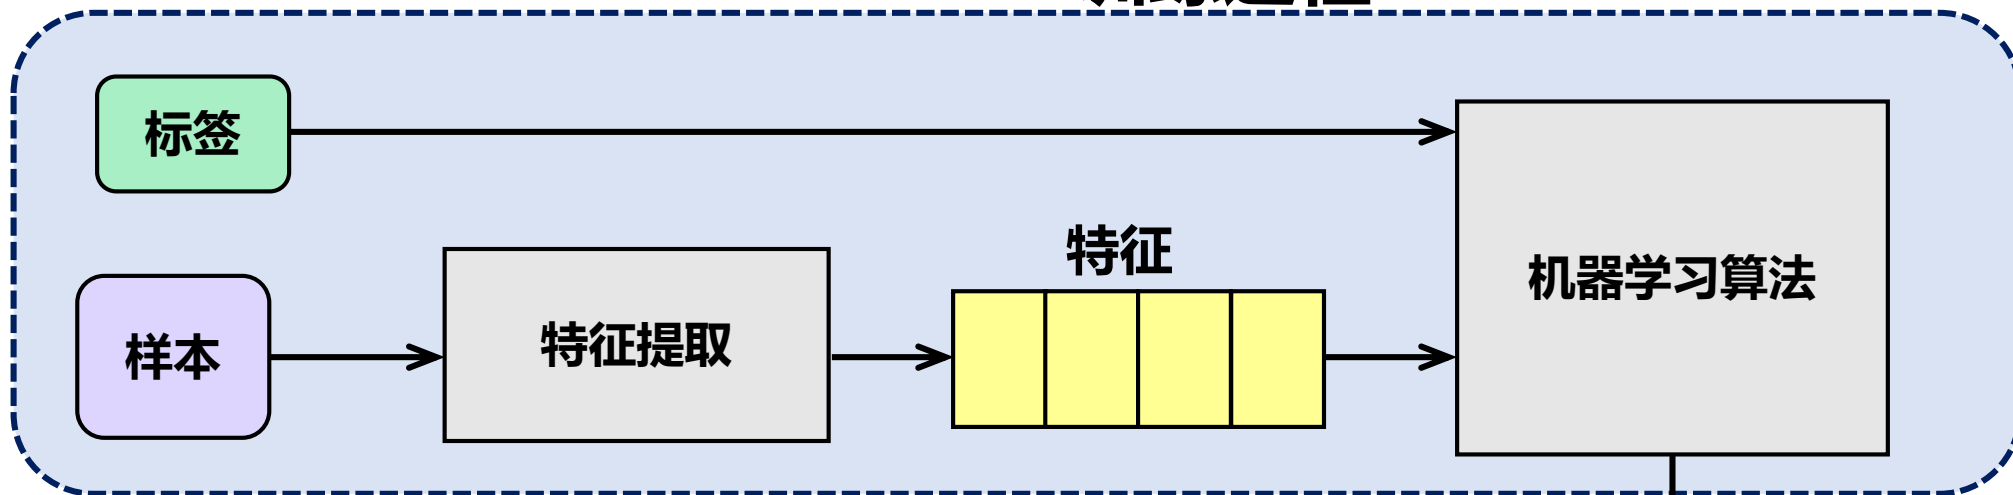 标签
特征
机器学习算法
样本
特征提取